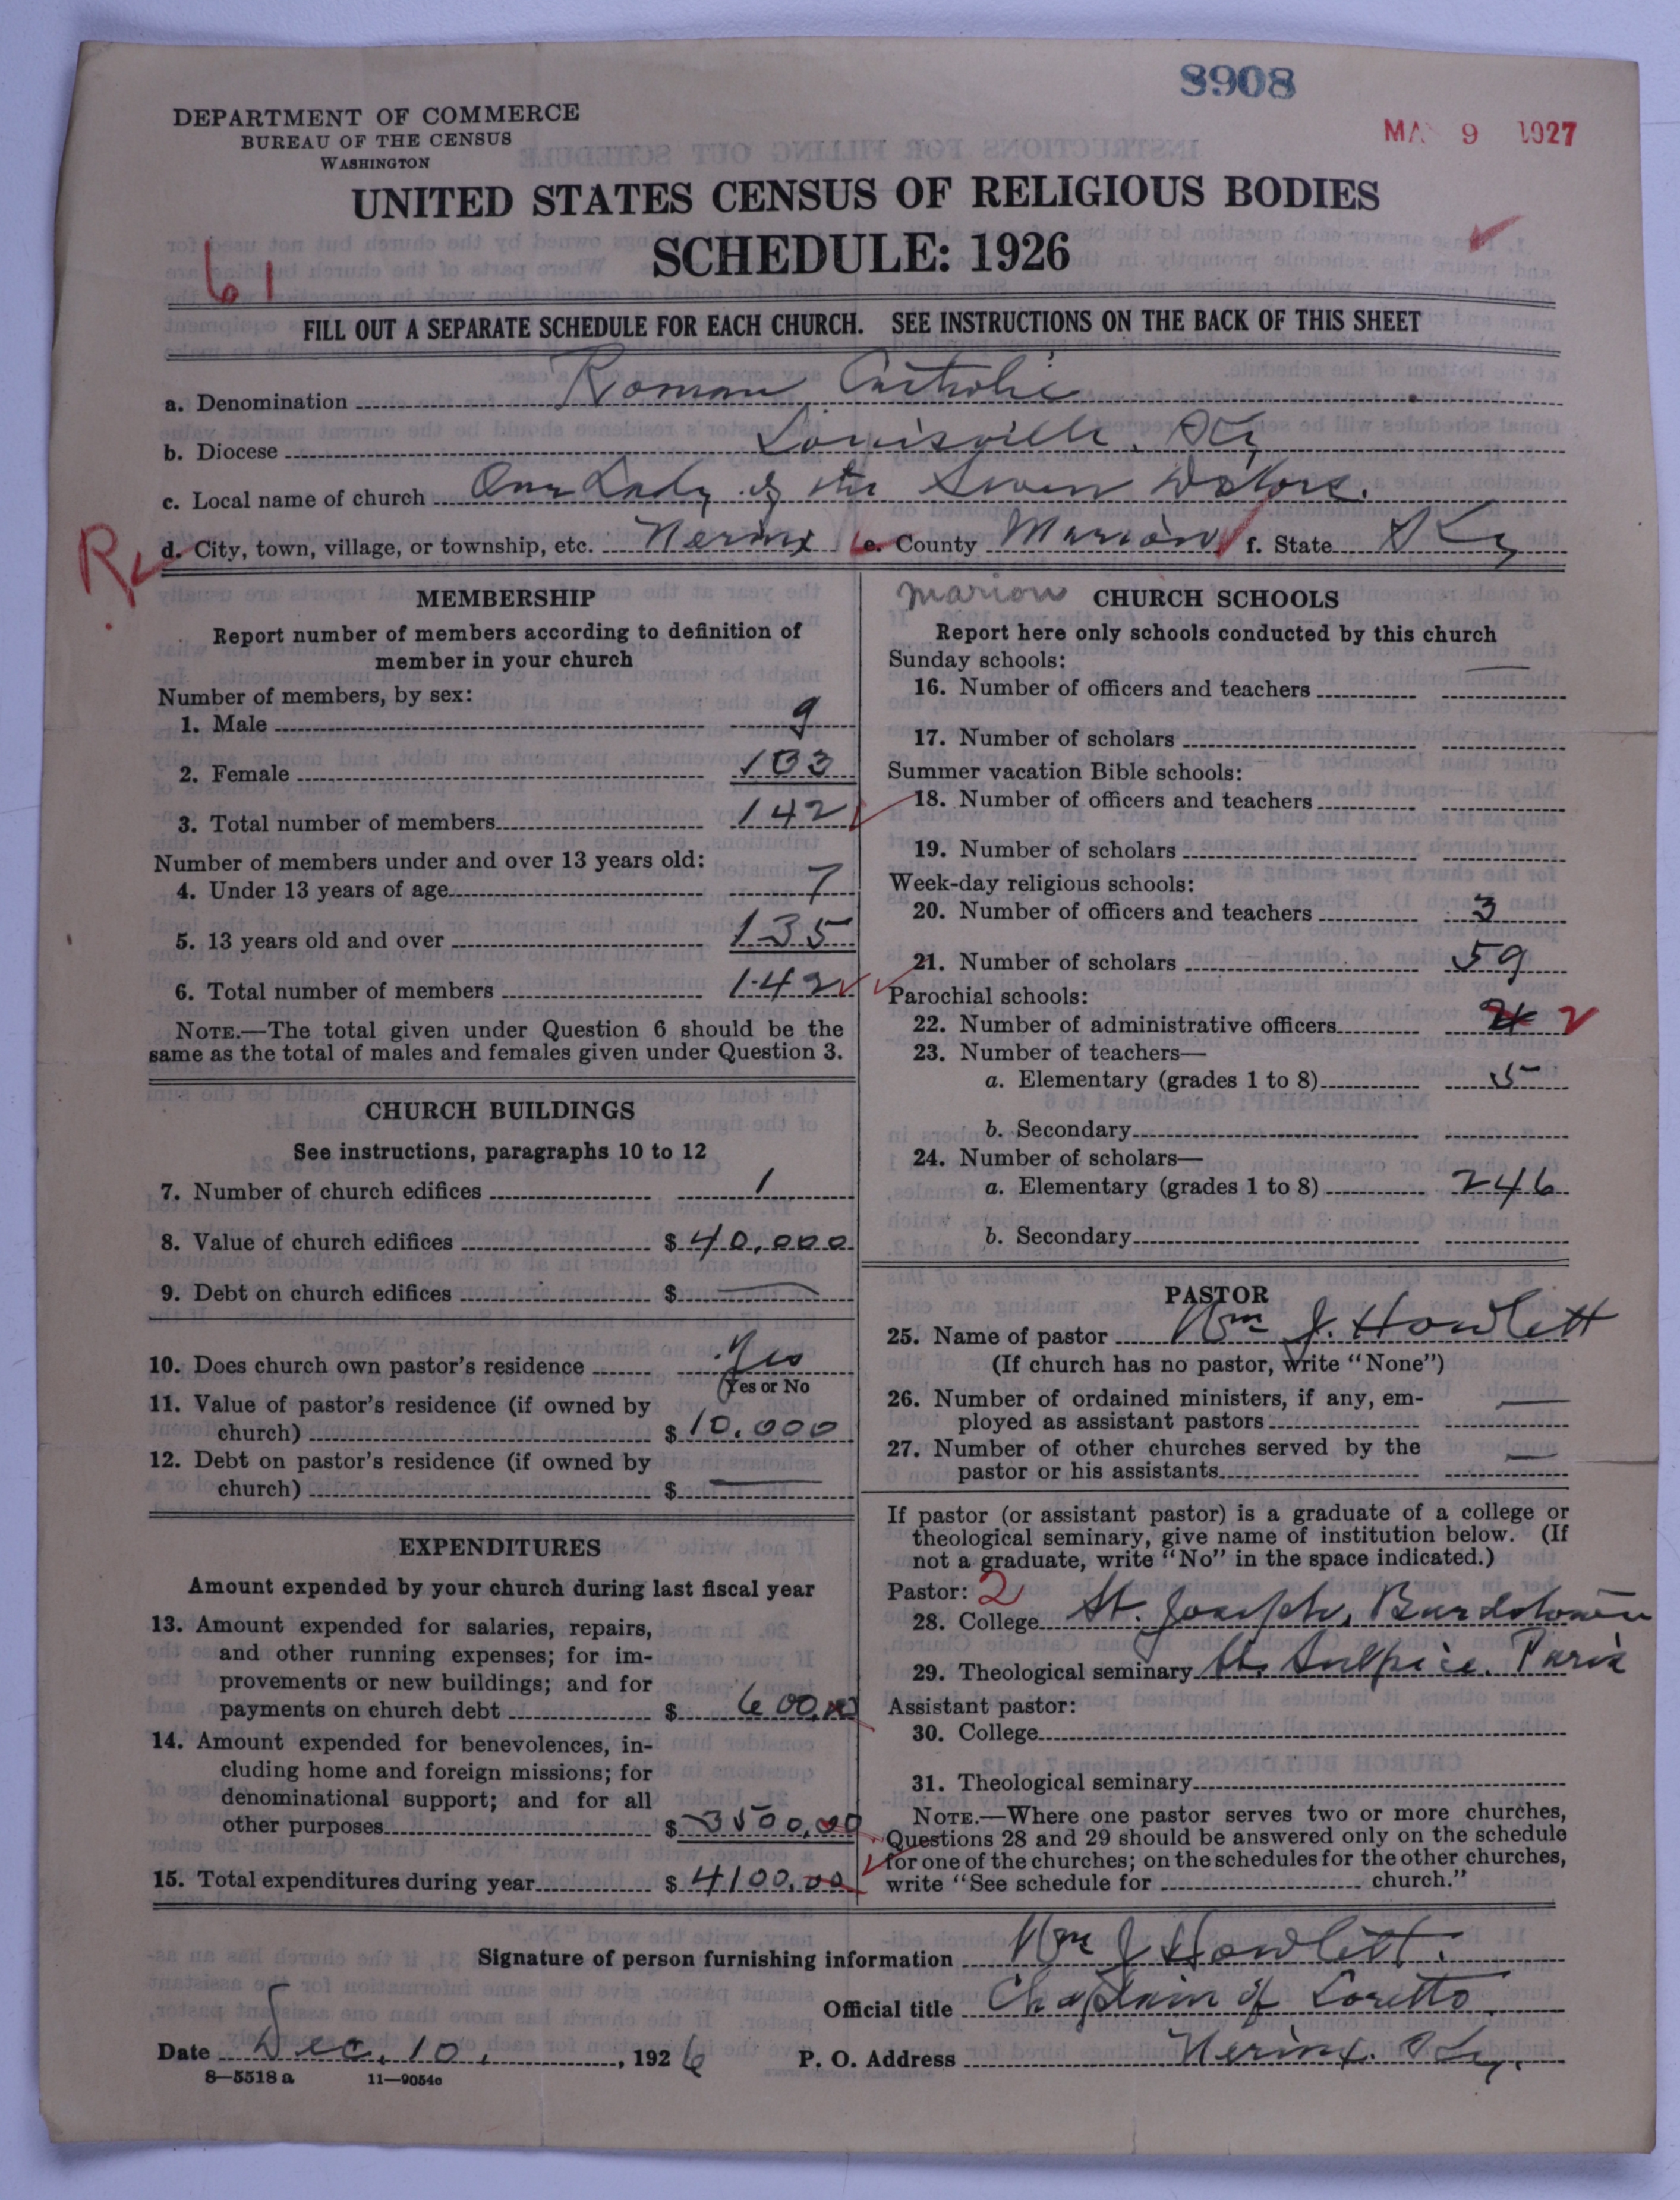 8908
9 1927
DEPARTMENT OF COMMERCE
BUREAU OF THE CENSUS
WASHINGTON
UNITED STATES CENSUS OF RELIGIOUS BODIES
SCHEDULE: 1926
61
FILL OUT A SEPARATE SCHEDULE FOR EACH CHURCH. SEE INSTRUCTIONS ON THE BACK OF THIS SHEET
a. Denomination Roman Catholic
b. Diocese Louisville, Ky
c. Local name of church Our Lady of the Seven Dolors.
R d. City, town, village, or township, etc. Nerinx e. County Marion f. State Ky
MEMBERSHIP
Report number of members according to definition of
member in your church
Number of members, by sex:
1. Male 9
2. Female 133
3. Total number of members 142
Number of members under and over 13 years old:
4. Under 13 years of age 7
5. 13 years old and over 135
6. Total number of members 142
NOTE.—The total given under Question 6 should be the
same as the total of males and females given under Question 3.
CHURCH BUILDINGS
See instructions, paragraphs 10 to 12
7. Number of church edifices 1
8. Value of church edifices $ 40,000
9. Debt on church edifices $ —
10. Does church own pastor's residence Yes
(Yes or No
11. Value of pastor's residence (if owned by
church) $ 10,000
12. Debt on pastor's residence (if owned by
church) $ —
EXPENDITURES
Amount expended by your church during last fiscal year
13. Amount expended for salaries, repairs,
and other running expenses; for im-
provements or new buildings; and for
payments on church debt $ 600.00
14. Amount expended for benevolences, in-
cluding home and foreign missions; for
denominational support; and for all
other purposes $ 3500.00
15. Total expenditures during year $ 4100.00
Marion CHURCH SCHOOLS
Report here only schools conducted by this church
Sunday schools:
16. Number of officers and teachers —
17. Number of scholars
Summer vacation Bible schools:
18. Number of officers and teachers
19. Number of scholars
Week-day religious schools:
20. Number of officers and teachers 3
21. Number of scholars 59
Parochial schools:
22. Number of administrative officers 2
23. Number of teachers—
a. Elementary (grades 1 to 8) 5
b. Secondary
24. Number of scholars—
a. Elementary (grades 1 to 8) 246
b. Secondary
PASTOR
25. Name of pastor Wm J. Howlett
(If church has no pastor, write "None")
26. Number of ordained ministers, if any, em-
ployed as assistant pastors —
27. Number of other churches served by the
pastor or his assistants —
If pastor (or assistant pastor) is a graduate of a college or
theological seminary, give name of institution below. (If
not a graduate, write "No" in the space indicated.)
Pastor: 2
28. College St. Joseph, Bardstown
29. Theological seminary St. Sulpice. Paris
Assistant pastor:
30. College
31. Theological seminary
NOTE.—Where one pastor serves two or more churches,
Questions 28 and 29 should be answered only on the schedule
for one of the churches; on the schedules for the other churches,
write "See schedule for church."
Signature of person furnishing information Wm J Howlett.
Official title Chaplain of Loretto
Date Dec. 10, , 1926 P. O. Address Nerinx. Ky.
8—5518 a 11—9054c